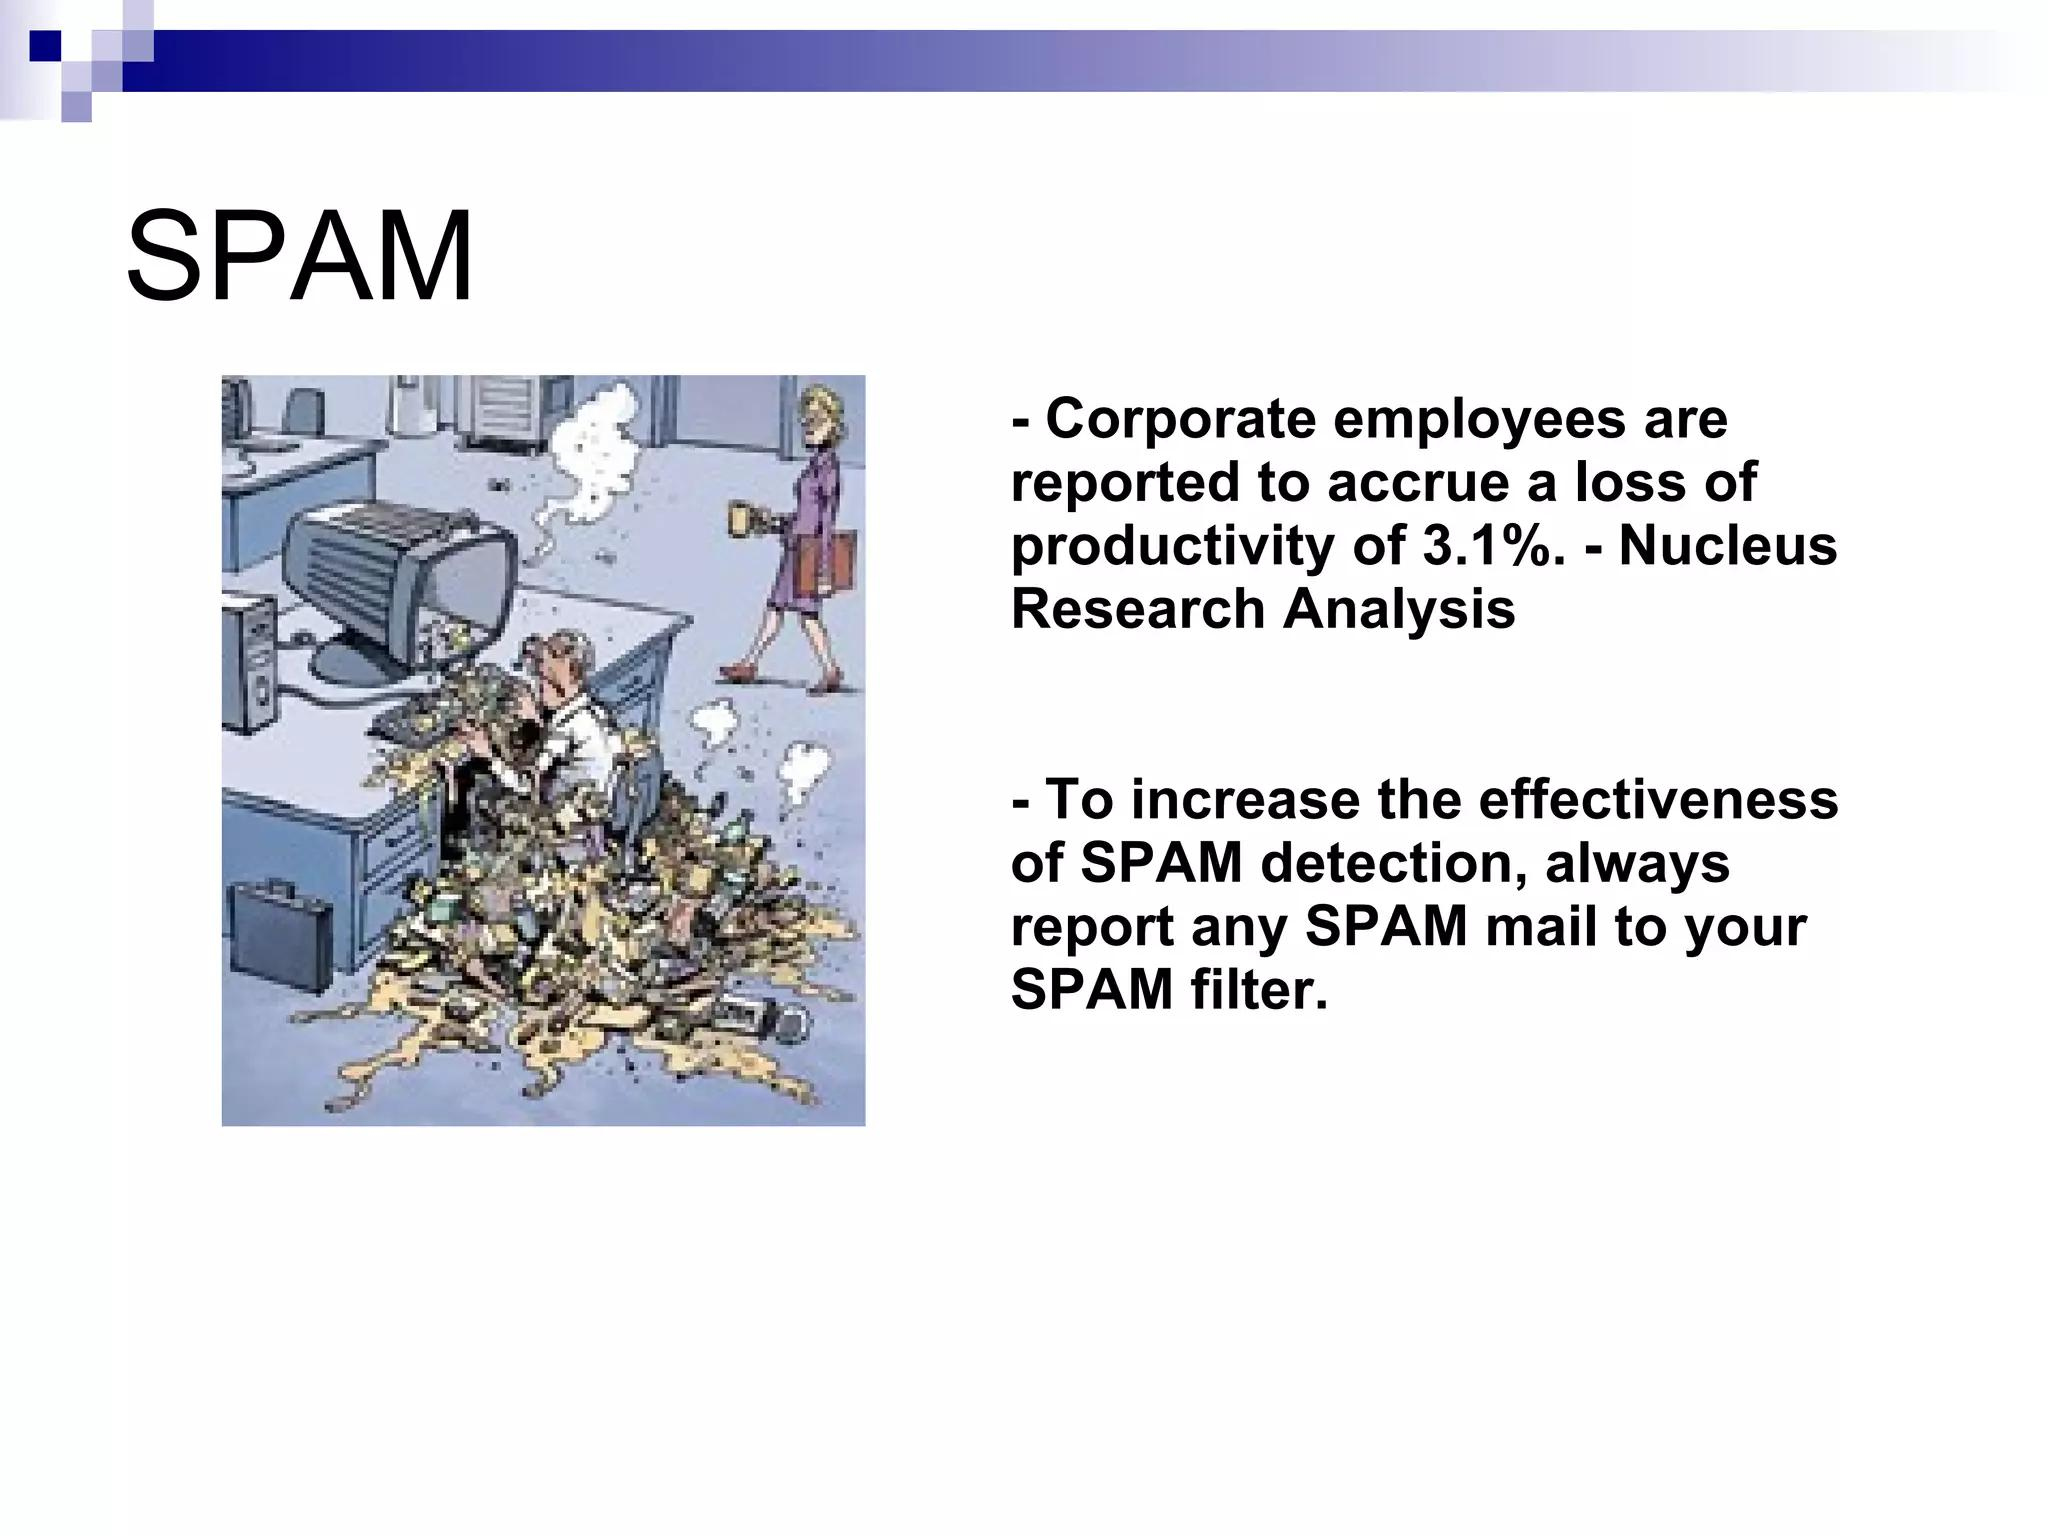 SPAM
- Corporate employees are
reported to accrue a loss of
productivity of 3.1%. - Nucleus
Research Analysis
- To increase the effectiveness
of SPAM detection, always
report any SPAM mail to your
SPAM filter.